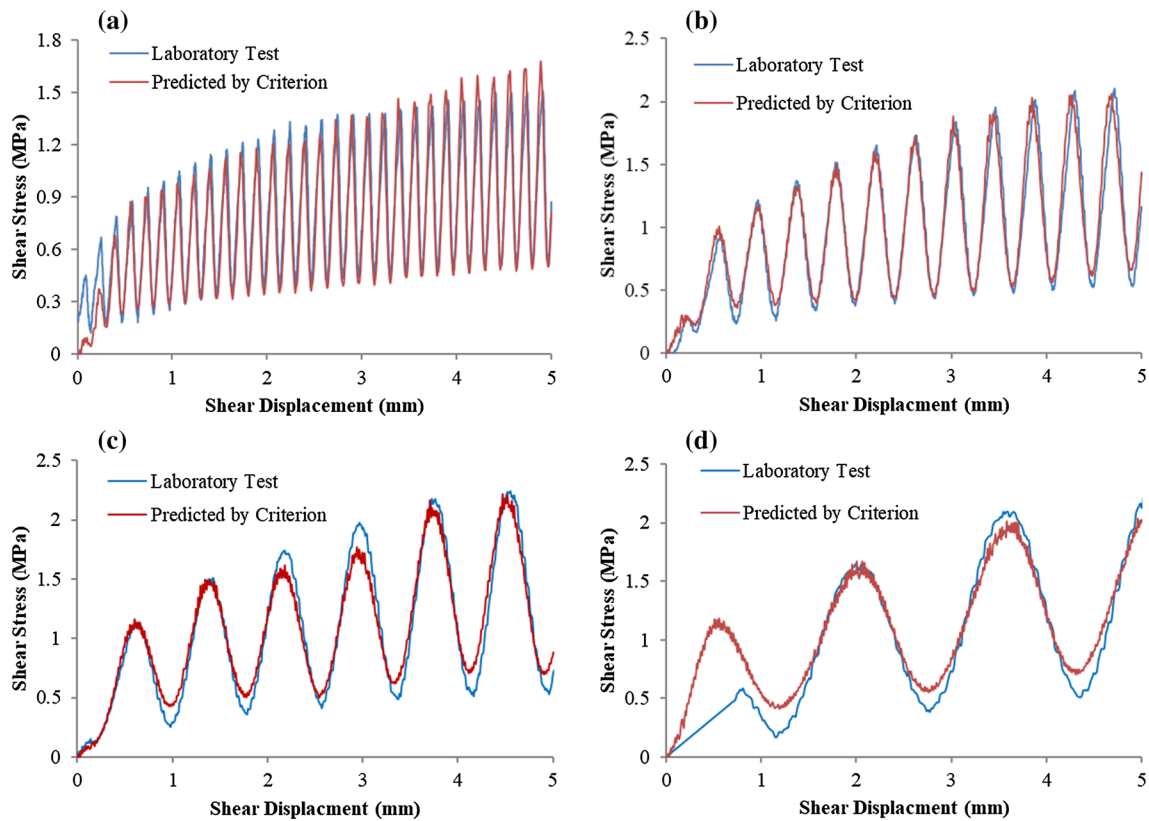 (a)
1.8
1.5
1.2
0.9
0.6
0.3
0
Shear Stress (MPa)
Laboratory Test
Predicted by Criterion
0 1 2 3 4 5
Shear Displacement (mm)
(b)
2.5
2
1.5
1
0.5
0
Shear Stress (MPa)
Laboratory Test
Predicted by Criterion
0 1 2 3 4 5
Shear Displacment (mm)
(c)
2.5
2
1.5
1
0.5
0
Shear Stress (MPa)
Laboratory Test
Predicted by Criterion
0 1 2 3 4 5
Shear Displacment (mm)
(d)
2.5
2
1.5
1
0.5
0
Shear Stress (MPa)
Laboratory Test
Predicted by Criterion
0 1 2 3 4 5
Shear Displacment (mm)